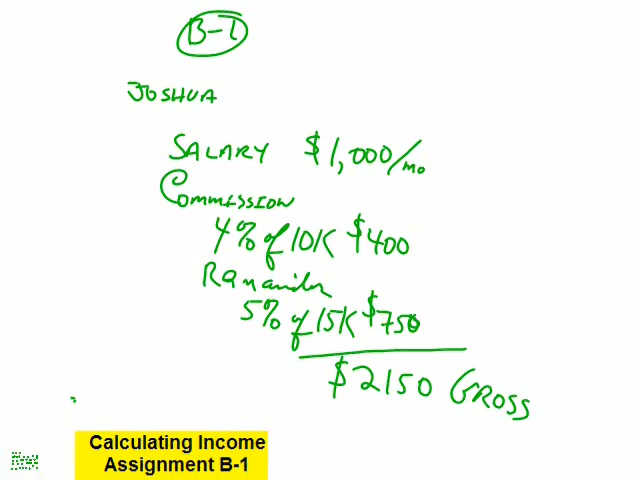 B-1
JOSHUA
SALARY $1,000/mo
COMMISSION
4% of 10K $400
Remainder
5% of 15K $750
$2150 GROSS
Calculating Income
Assignment B-1